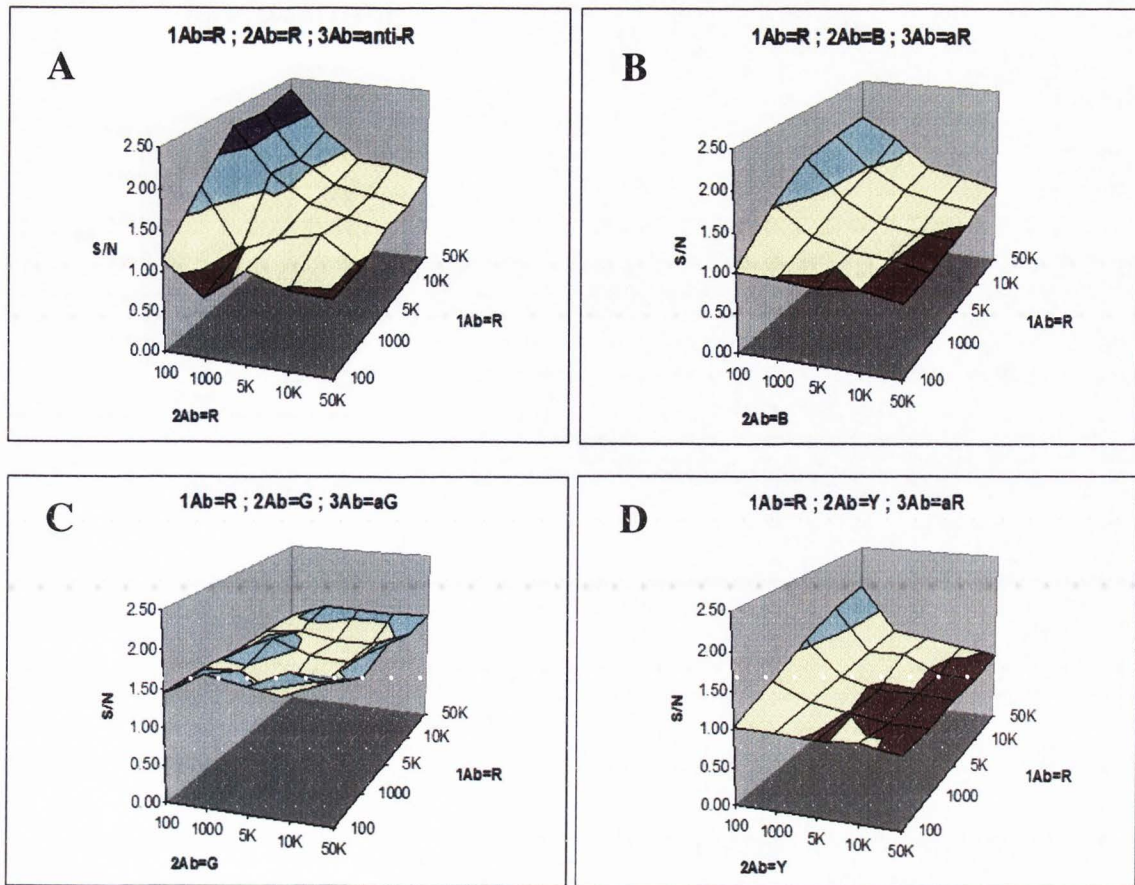 A
1Ab=R ; 2Ab=R ; 3Ab=anti-R
2.50
2.00
1.50
S/N
1.00
0.50
0.00
100
1000
5K
10K
50K
2Ab=R
100
1000
5K
10K
50K
1Ab=R
B
1Ab=R ; 2Ab=B ; 3Ab=aR
2.50
2.00
1.50
S/N
1.00
0.50
0.00
100
1000
5K
10K
50K
2Ab=B
100
1000
5K
10K
50K
1Ab=R
C
1Ab=R ; 2Ab=G ; 3Ab=aG
2.50
2.00
1.50
S/N
1.00
0.50
0.00
100
1000
5K
10K
50K
2Ab=G
100
1000
5K
10K
50K
1Ab=R
D
1Ab=R ; 2Ab=Y ; 3Ab=aR
2.50
2.00
1.50
S/N
1.00
0.50
0.00
100
1000
5K
10K
50K
2Ab=Y
100
1000
5K
10K
50K
1Ab=R